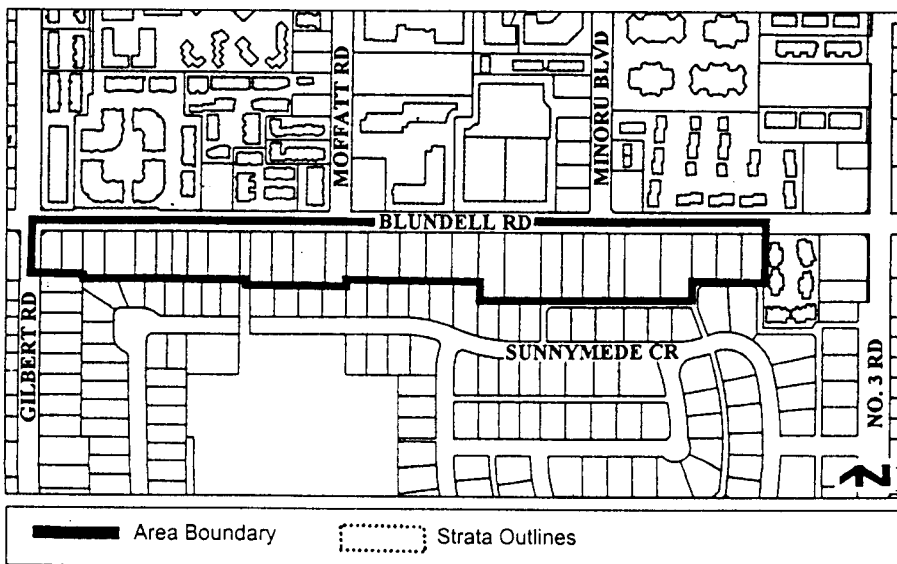 MOFFATT RD
MINORU BLVD
BLUNDELL RD
GILBERT RD
SUNNYMEDE CR
NO. 3 RD
N
Area Boundary
Strata Outlines